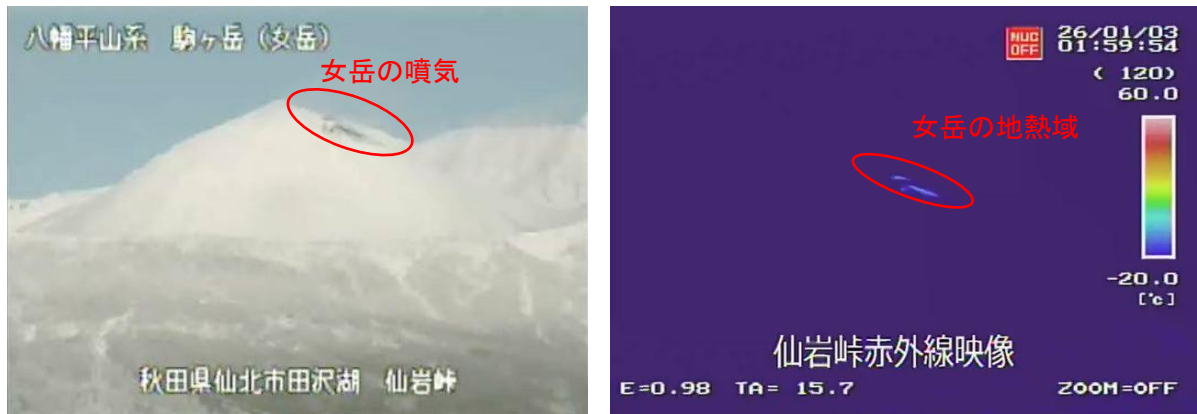 八幡平山系 駒ヶ岳(女岳)
女岳の噴気
秋田県仙北市田沢湖 仙岩峠
NUC
OFF
26/01/03
01:59:54
( 120)
60.0
女岳の地熱域
-20.0
[℃]
仙岩峠赤外線映像
E=0.98 TA= 15.7 ZOOM=OFF